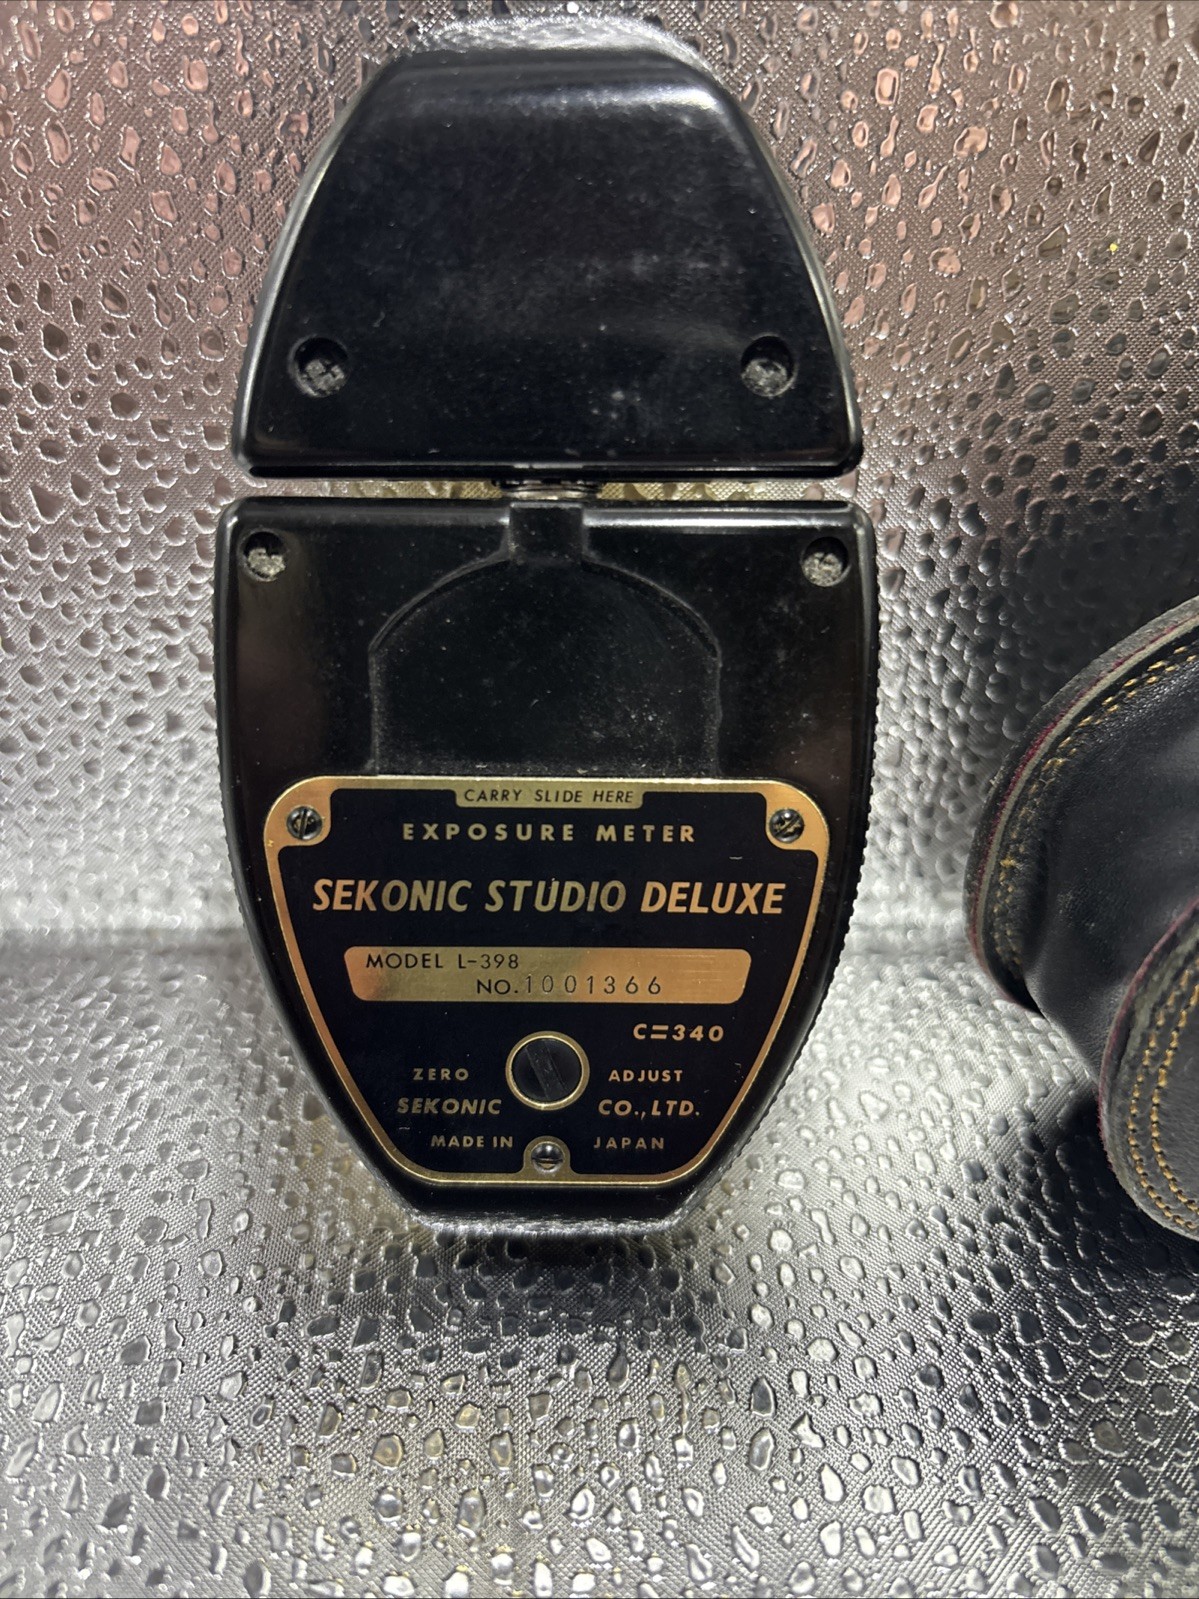 CARRY SLIDE HERE
EXPOSURE METER
SEKONIC STUDIO DELUXE
MODEL L-398
NO.1001366
C=340
ZERO ADJUST
SEKONIC CO.,LTD.
MADE IN JAPAN